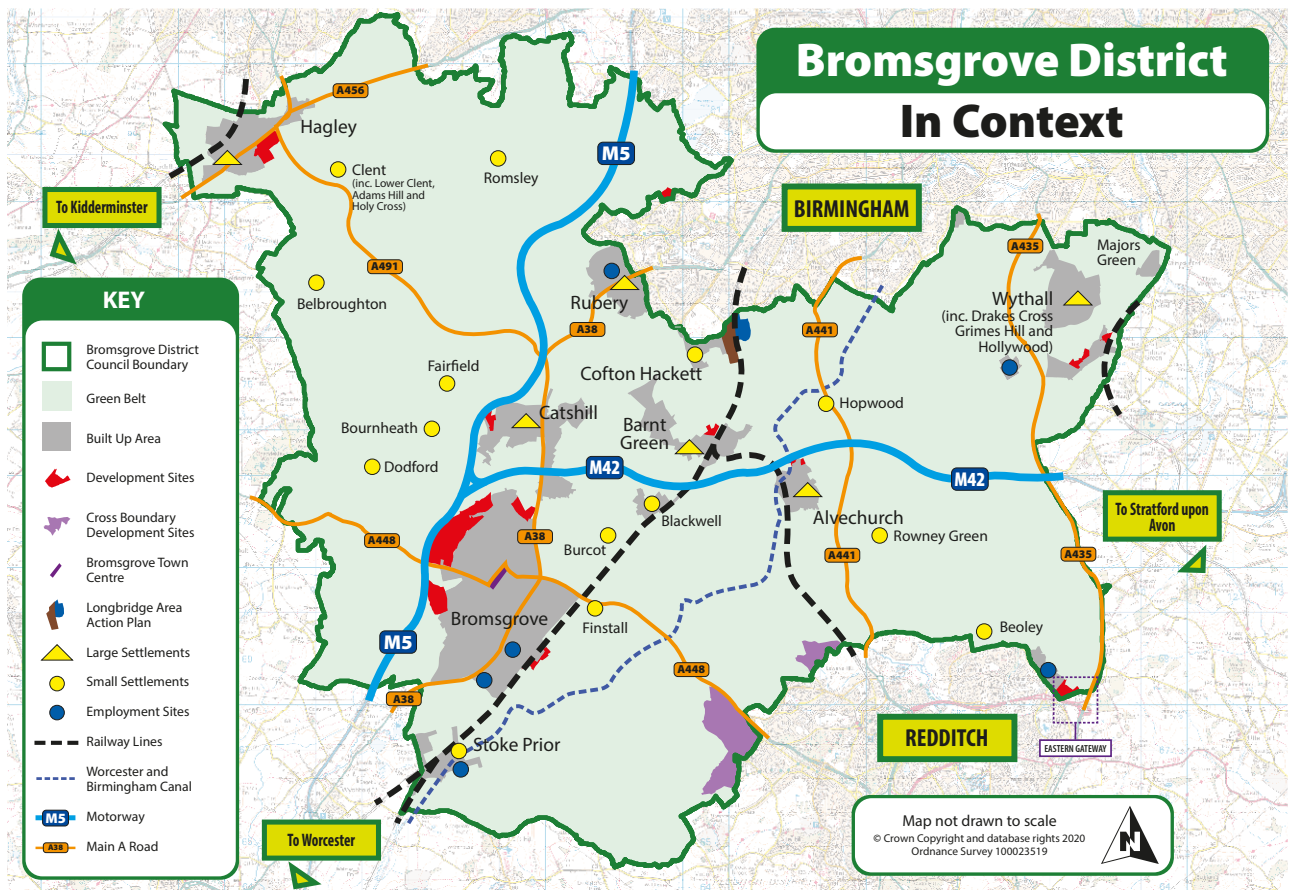 Bromsgrove District
In Context
A456
Hagley
M5
Clent
(inc. Lower Clent,
Adams Hill and
Holy Cross)
Romsley
To Kidderminster
BIRMINGHAM
A435
Majors
Green
A491
Belbroughton
Rubery
A38
Wythall
(inc. Drakes Cross
Grimes Hill and
Hollywood)
A441
Cofton Hackett
Fairfield
Hopwood
Catshill
Bournheath
Barnt
Green
Dodford
M42
M42
Blackwell
Alvechurch
To Stratford upon
Avon
A448
A38
Burcot
Rowney Green
A441
A435
Bromsgrove
Finstall
Beoley
M5
A448
A38
REDDITCH
EASTERN GATEWAY
Stoke Prior
To Worcester
KEY
Bromsgrove District
Council Boundary
Green Belt
Built Up Area
Development Sites
Cross Boundary
Development Sites
Bromsgrove Town
Centre
Longbridge Area
Action Plan
Large Settlements
Small Settlements
Employment Sites
Railway Lines
Worcester and
Birmingham Canal
M5 Motorway
A38 Main A Road
Map not drawn to scale
© Crown Copyright and database rights 2020
Ordnance Survey 100023519
N